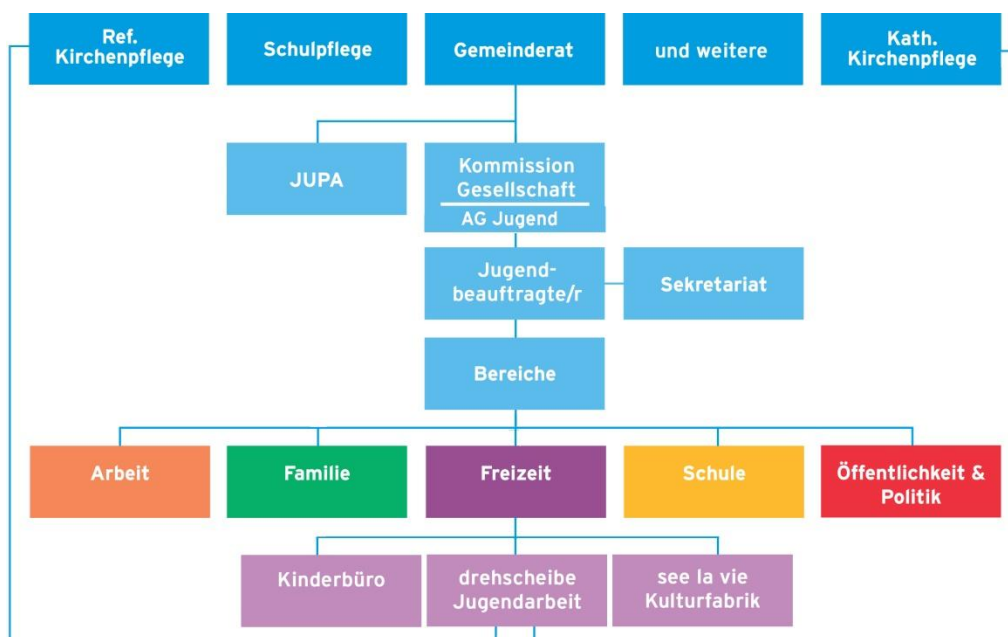 Ref.
Kirchenpflege
Schulpflege
Gemeinderat
und weitere
Kath.
Kirchenpflege
JUPA
Kommission
Gesellschaft
AG Jugend
Jugend-
beauftragte/r
Sekretariat
Bereiche
Arbeit
Familie
Freizeit
Schule
Öffentlichkeit &
Politik
Kinderbüro
drehscheibe
Jugendarbeit
see la vie
Kulturfabrik